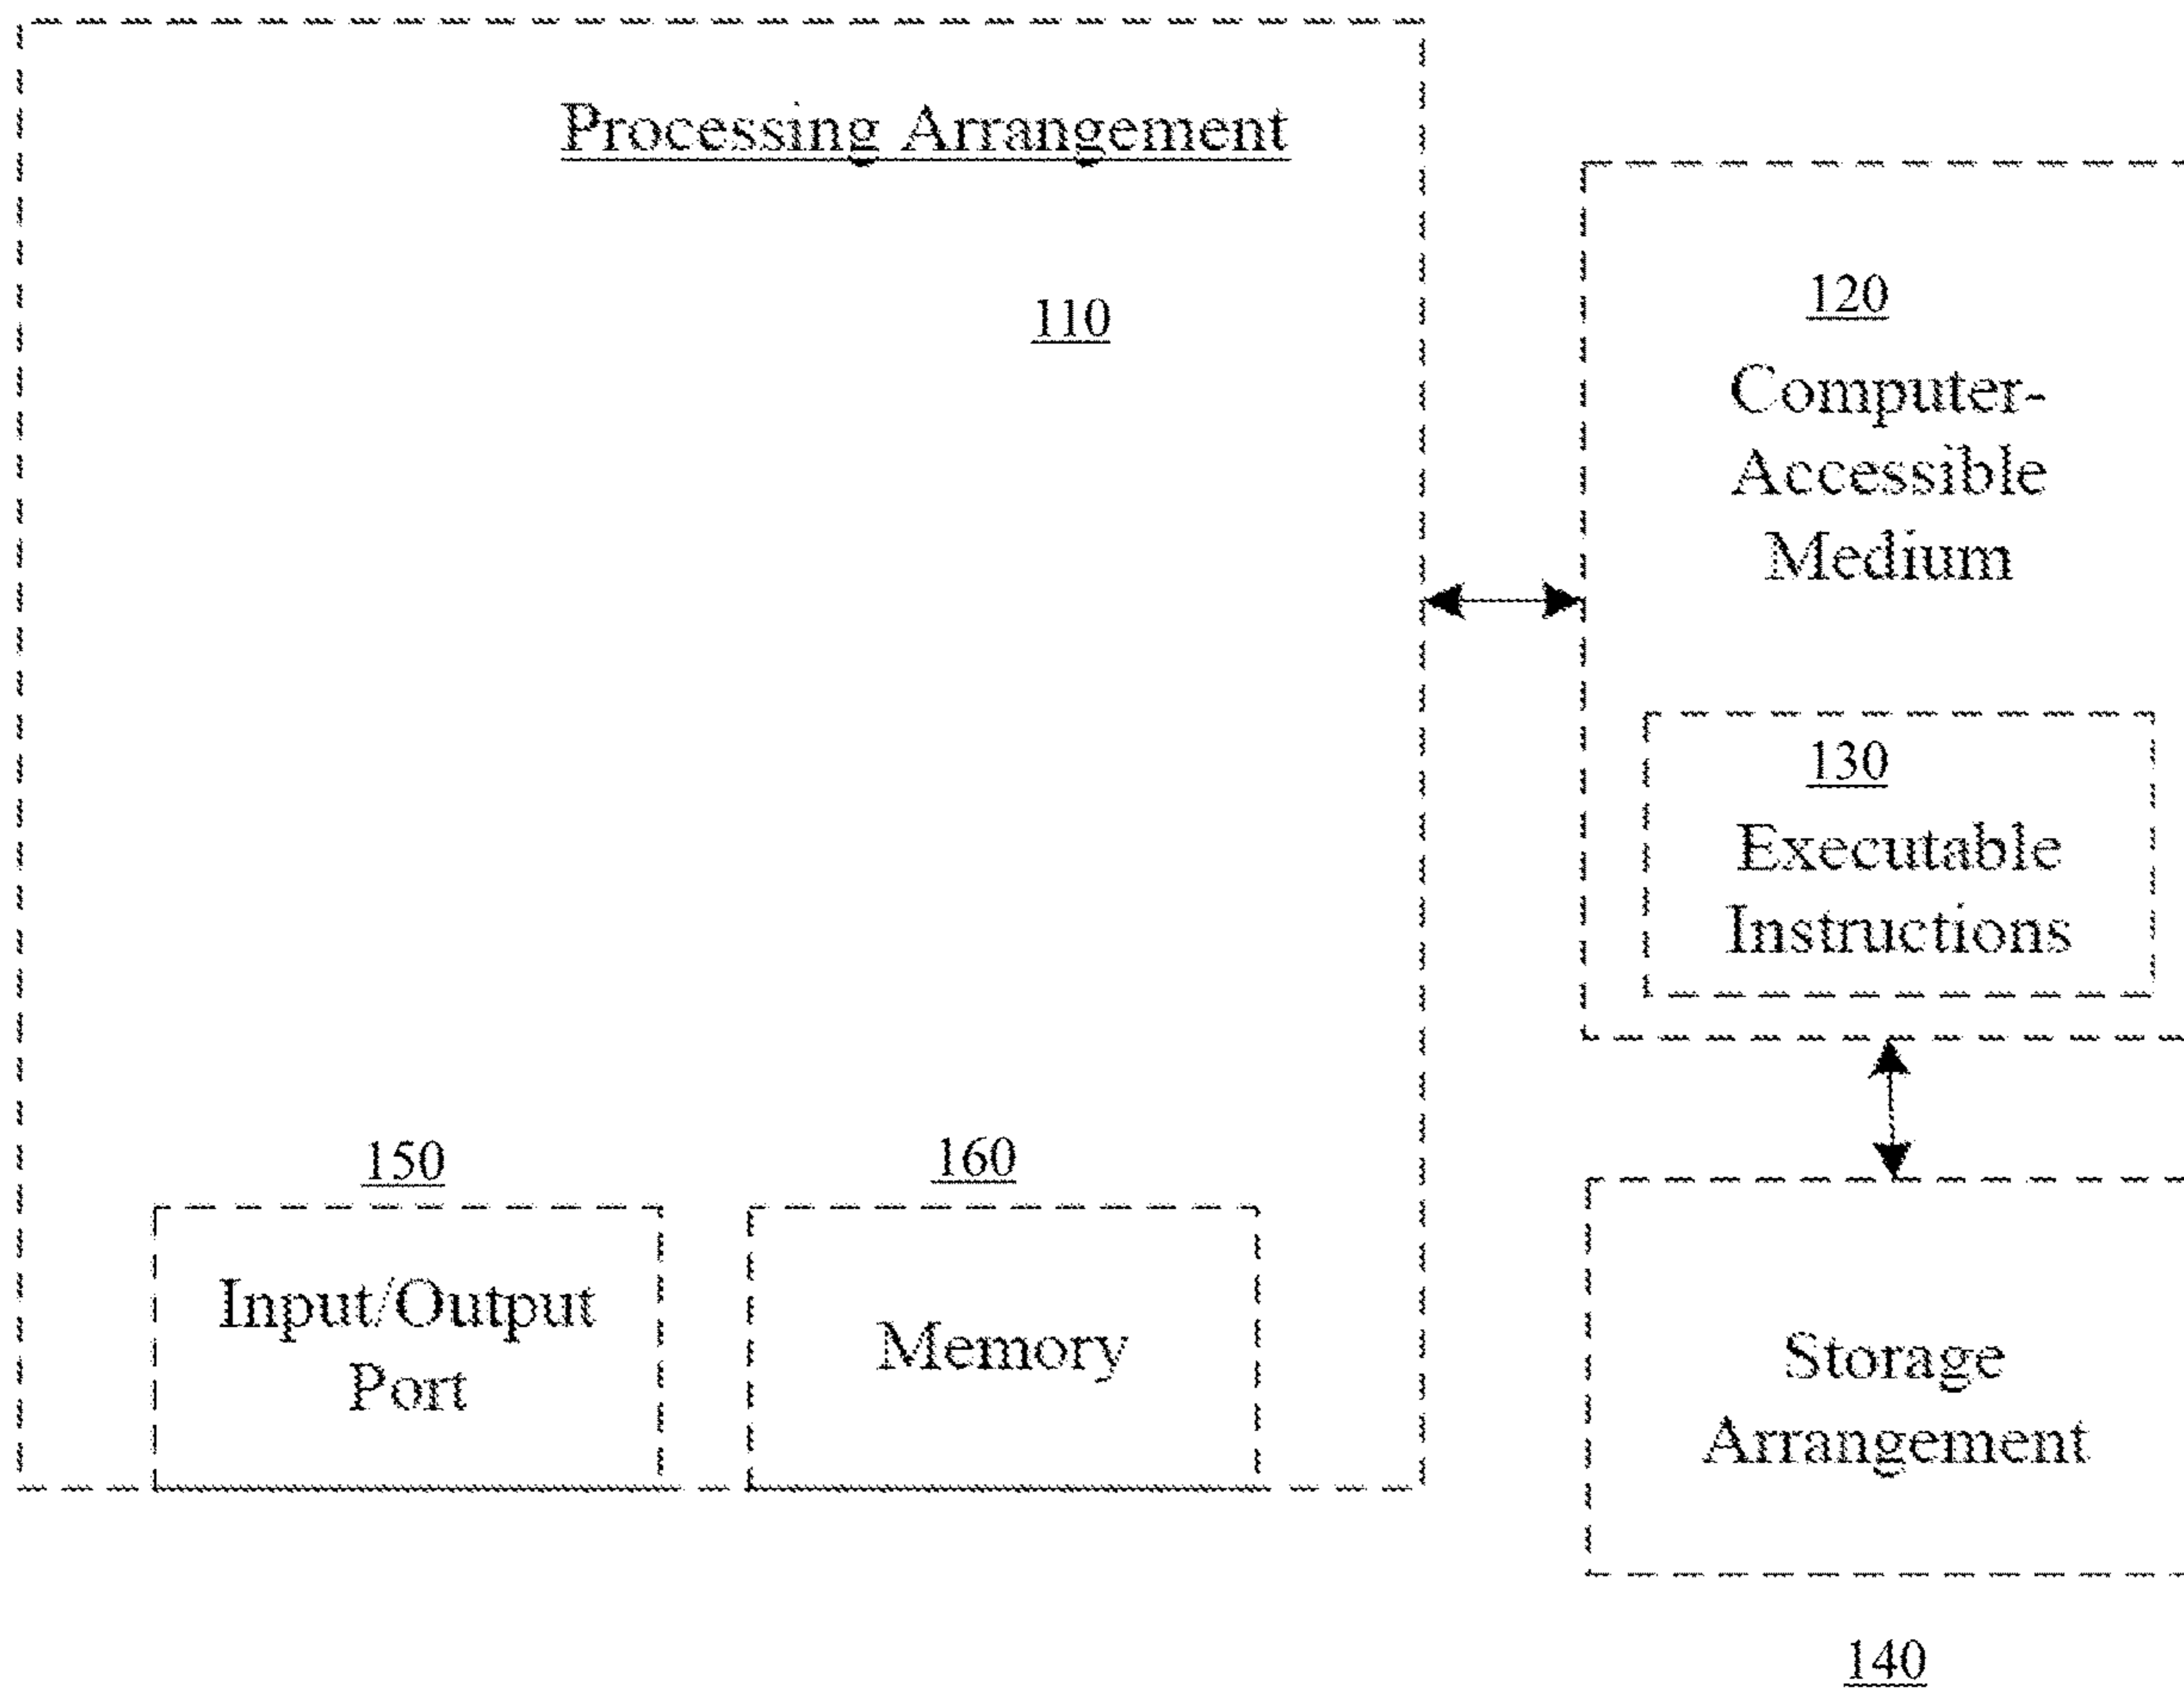 Processing Arrangement
110
150
Input/Output
Port
160
Memory
120
Computer-
Accessible
Medium
130
Executable
Instructions
Storage
Arrangement
140